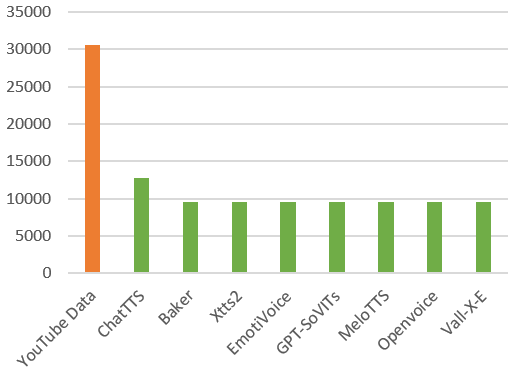 35000
30000
25000
20000
15000
10000
5000
0
YouTube Data
ChatTTS
Baker
Xtts2
EmotiVoice
GPT-SoVITs
MeloTTS
Openvoice
Vall-X-E